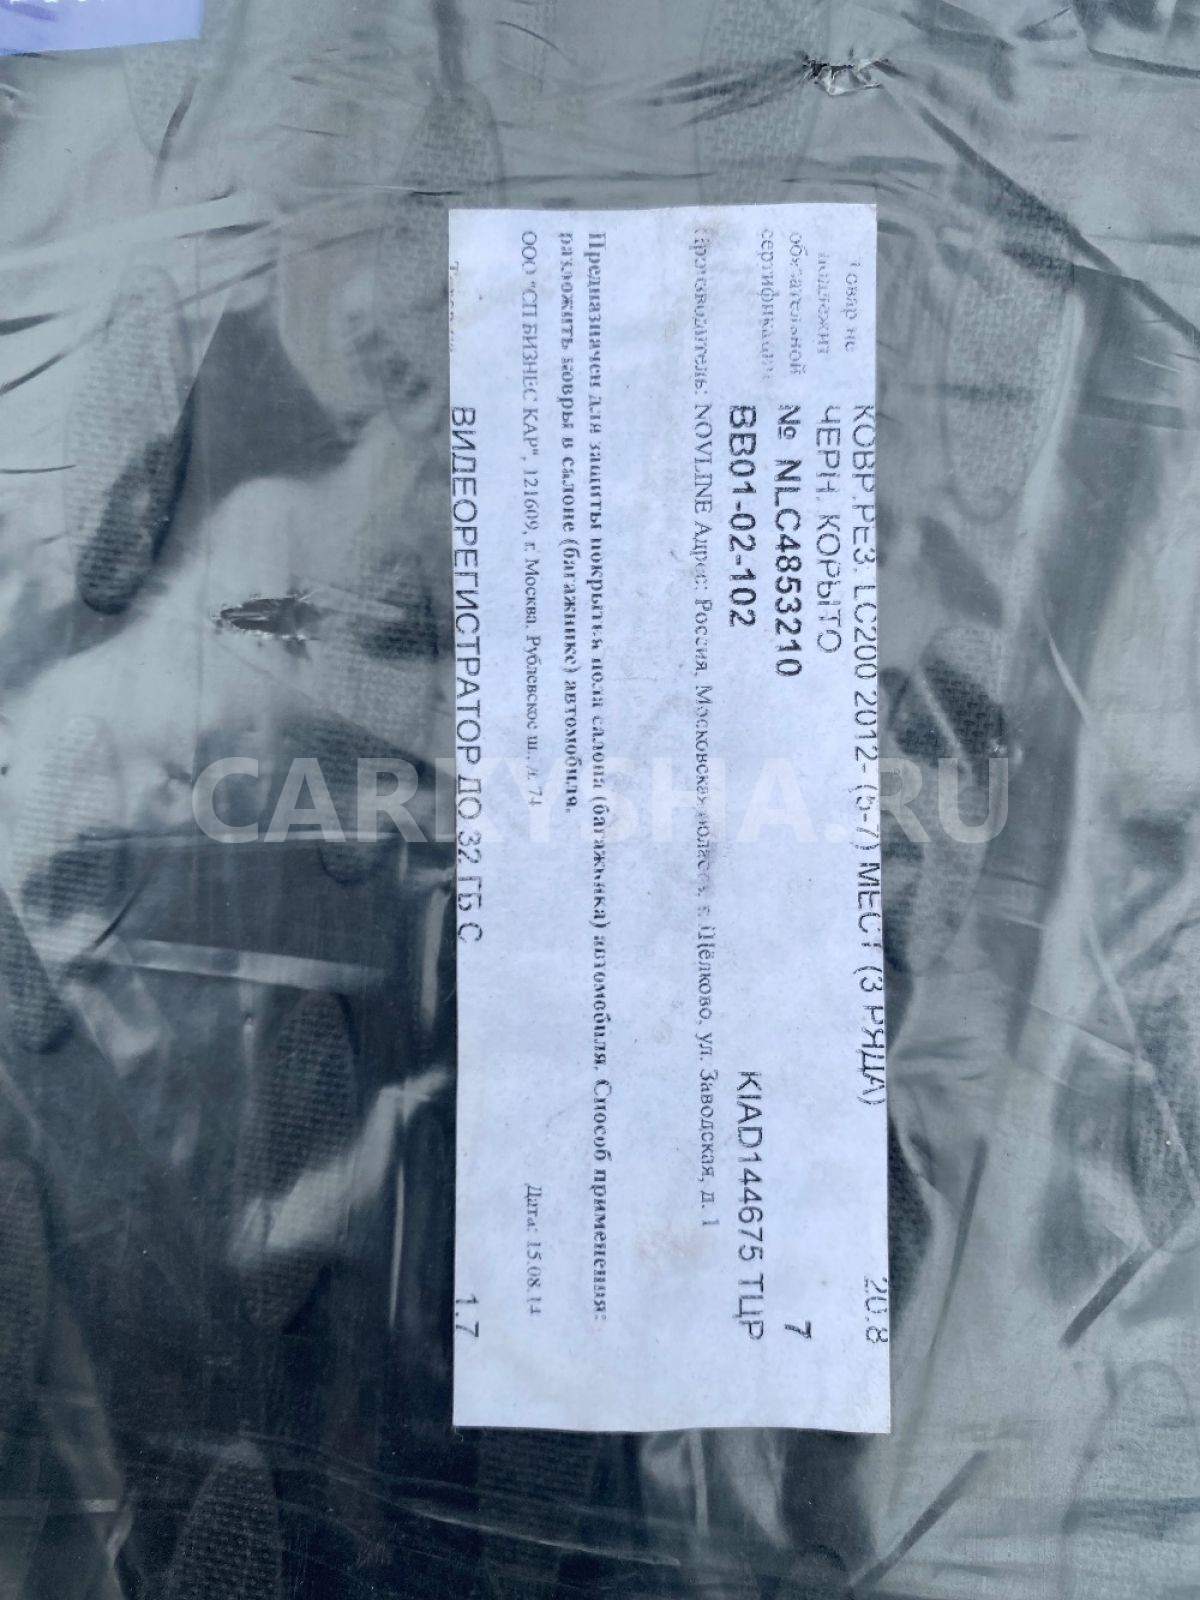 КОВР.РЕЗ. LC200 2012- (5-7) МЕСТ (3 РЯДА) 20.8
Товар не
подлежит
обязательной
сертификации
ЧЕРН. КОРЫТО
№ NLC4853210 7
BB01-02-102 KIAD144675 ТЦР
Производитель: NOVLINE Адрес: Россия, Московская область, г. Щёлково, ул. Заводская, д. 1
Предназначен для защиты покрытия пола салона (багажника) автомобиля. Способ применения:
разложить ковры в салоне (багажнике) автомобиля.
ООО "СП БИЗНЕС КАР", 121609, г. Москва, Рублевское ш., д. 74 Дата: 15.08.14
ВИДЕОРЕГИСТРАТОР ДО 32 ГБ С 1.7
CARKYSHA.RU